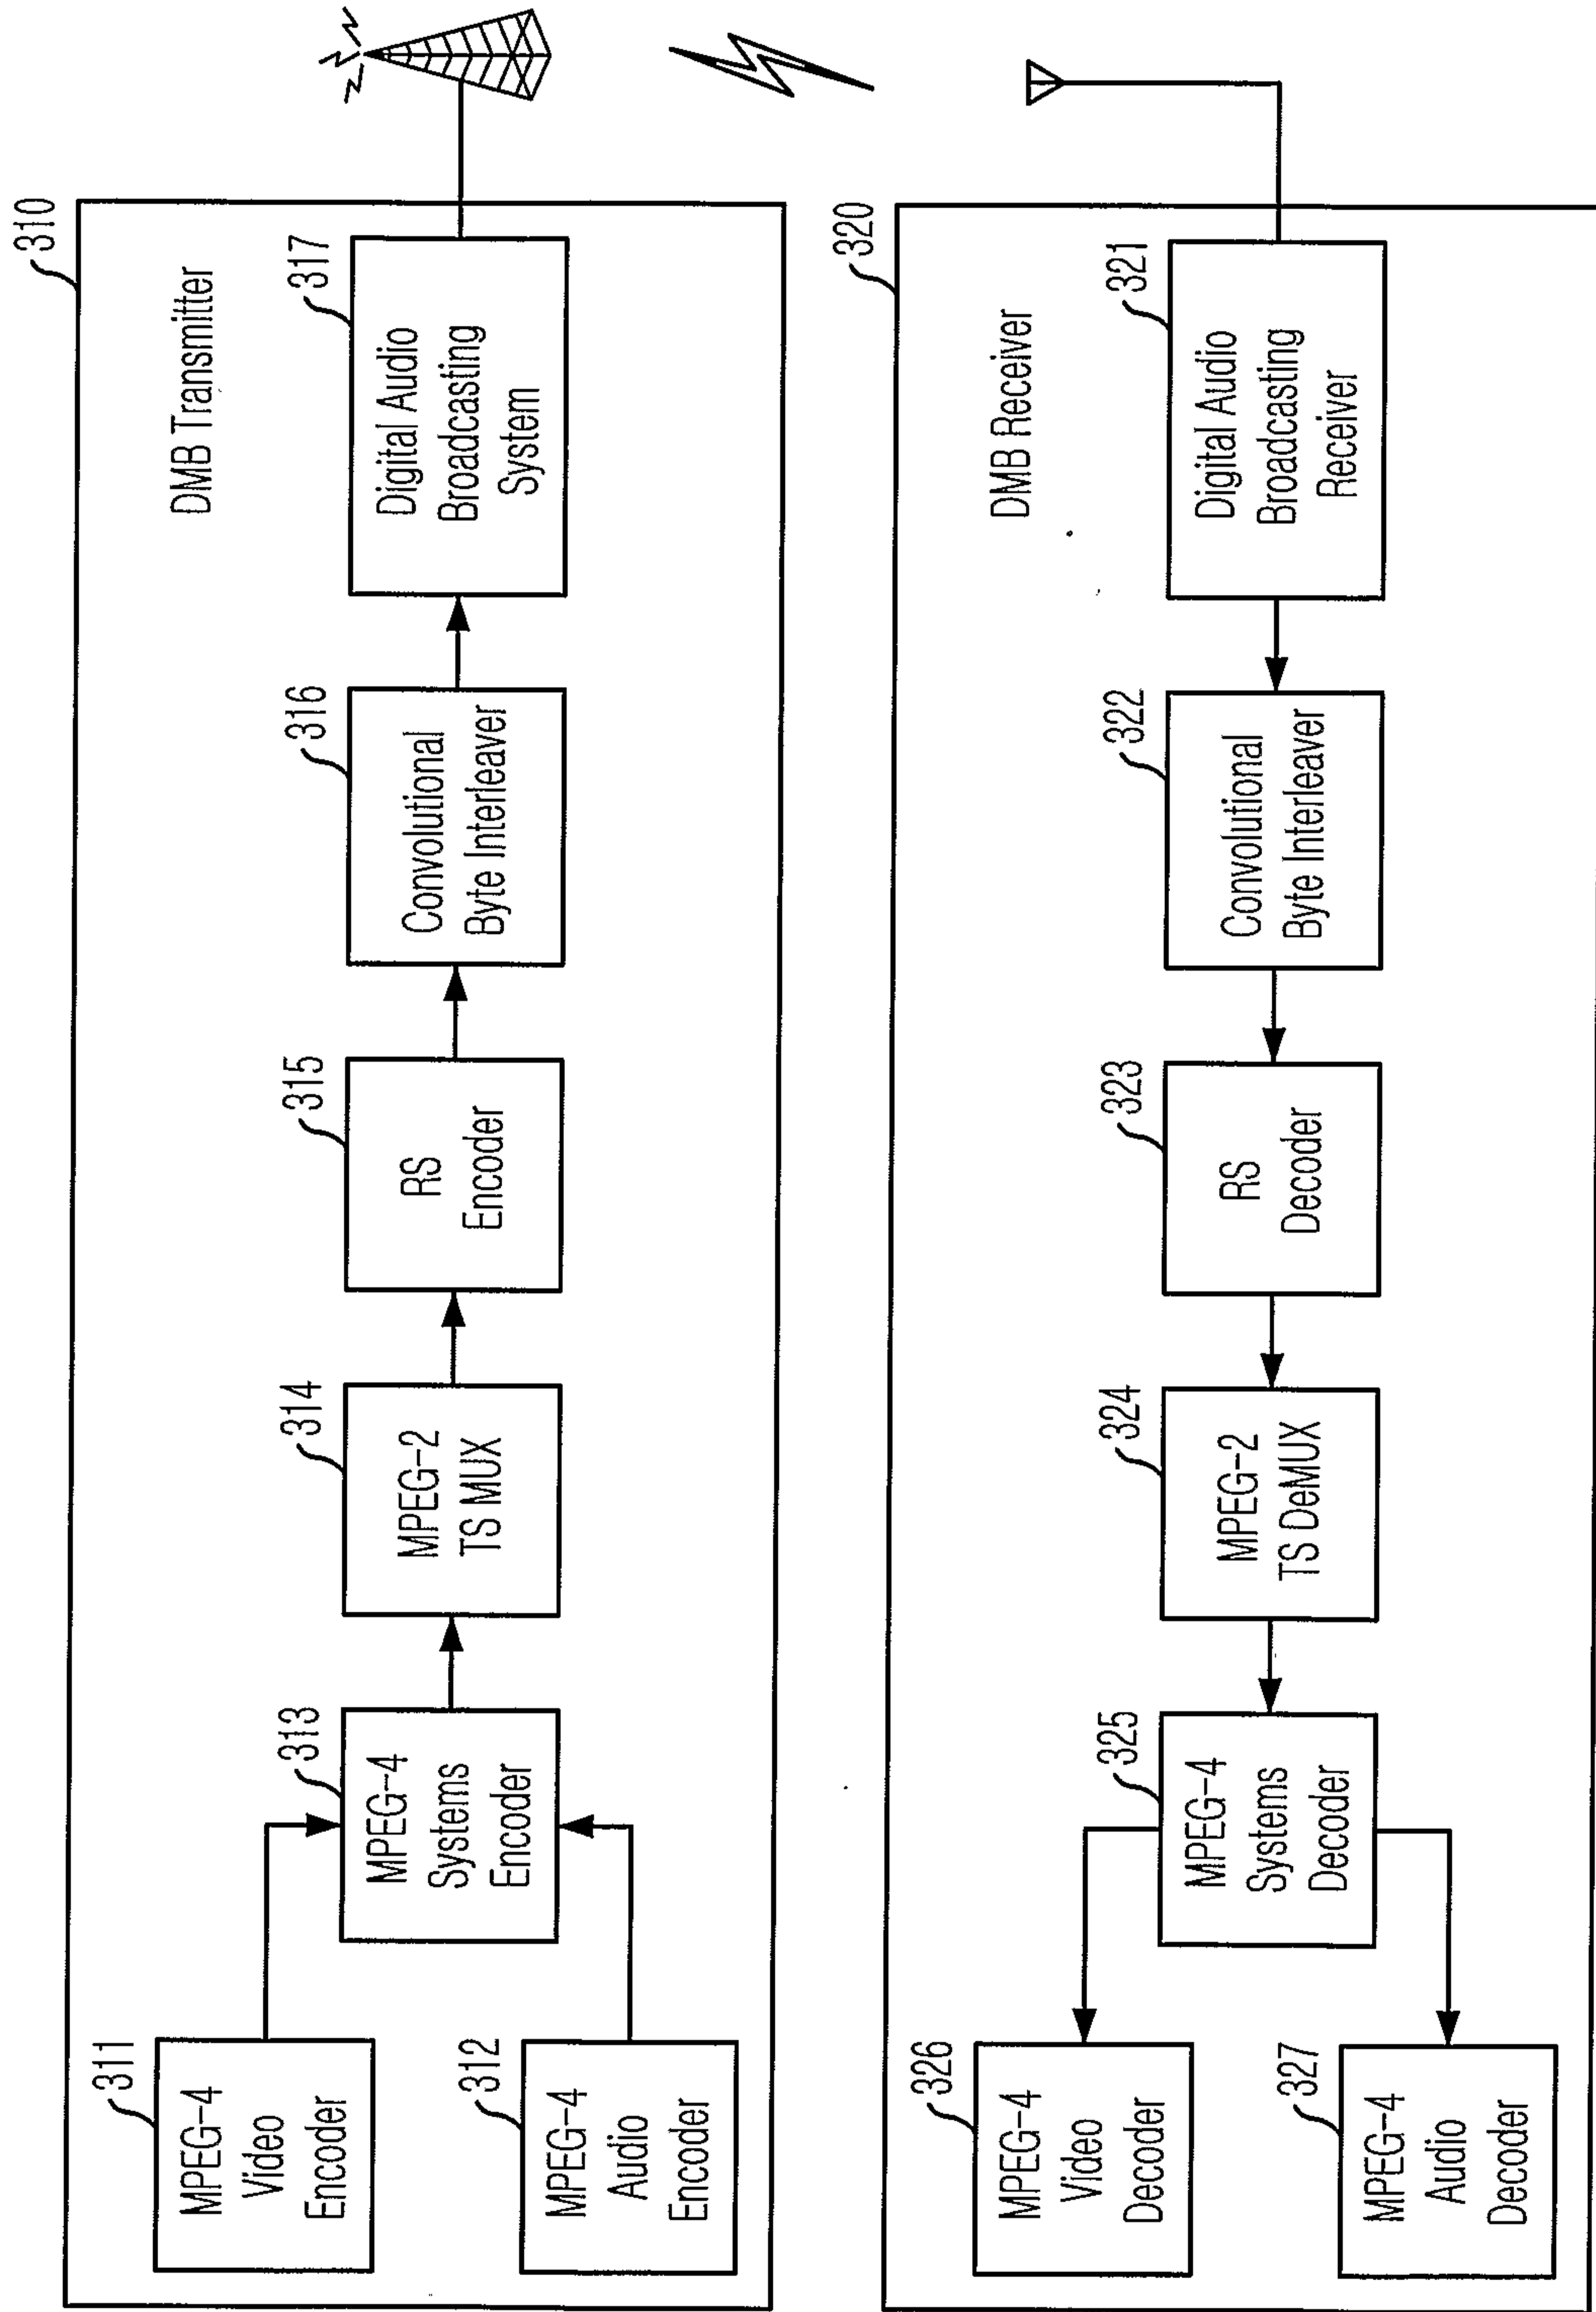 310
DMB Transmitter
311
MPEG-4
Video
Encoder
312
MPEG-4
Audio
Encoder
313
MPEG-4
Systems
Encoder
314
MPEG-2
TS MUX
315
RS
Encoder
316
Convolutional
Byte Interleaver
317
Digital Audio
Broadcasting
System
320
DMB Receiver
326
MPEG-4
Video
Decoder
327
MPEG-4
Audio
Decoder
325
MPEG-4
Systems
Decoder
324
MPEG-2
TS DeMUX
323
RS
Decoder
322
Convolutional
Byte Interleaver
321
Digital Audio
Broadcasting
Receiver